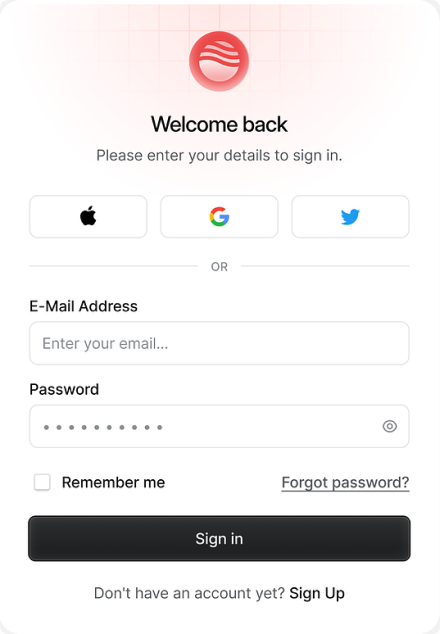 Welcome back
Please enter your details to sign in.
OR
E-Mail Address
Enter your email...
Password
Remember me
Forgot password?
Sign in
Don't have an account yet? Sign Up